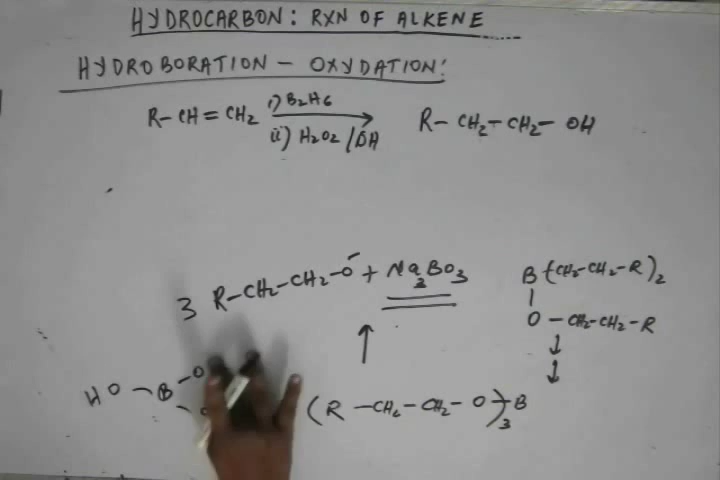 HYDROCARBON: RXN OF ALKENE
HYDROBORATION - OXYDATION:
R-CH=CH2 i) B2H6 R-CH2-CH2-OH
ii) H2O2/OH
3 R-CH2-CH2-O⁻ + Na3BO3
B(CH2-CH2-R)2
O-CH2-CH2-R
HO-B-O
(R-CH2-CH2-O)3B